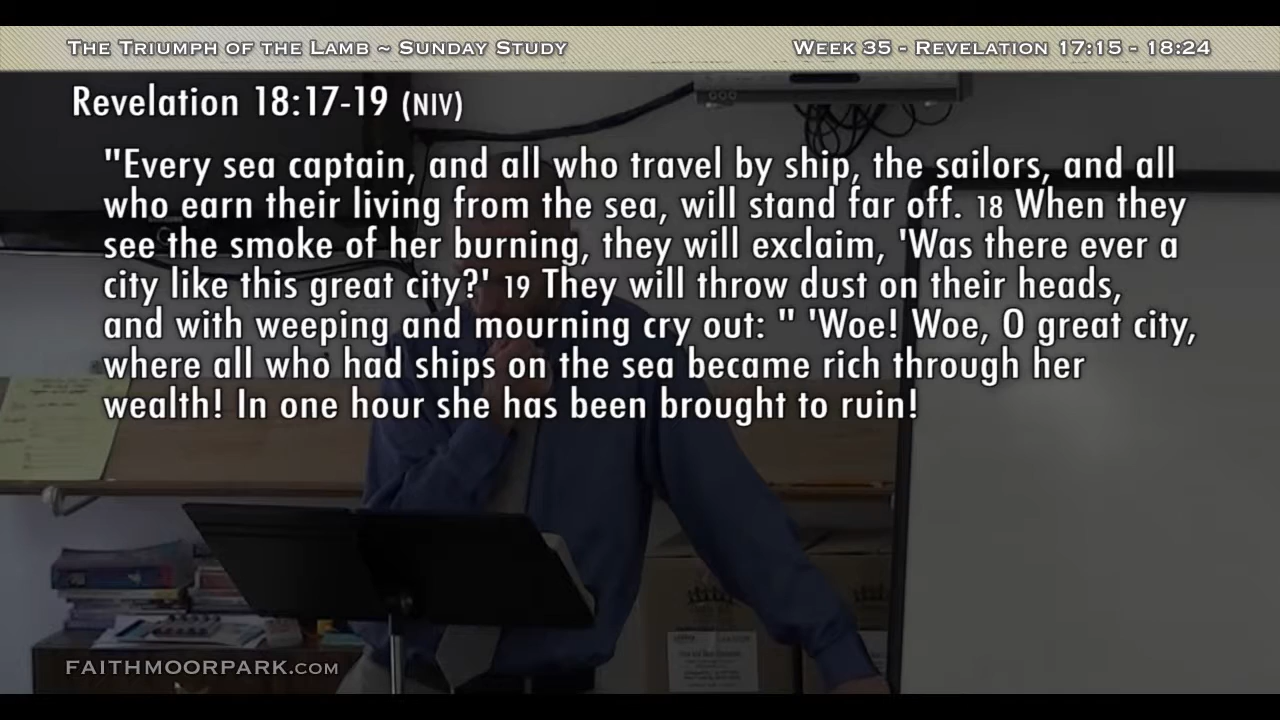 The Triumph of the Lamb ~ Sunday Study
Week 35 - Revelation 17:15 - 18:24
Revelation 18:17-19 (NIV)
"Every sea captain, and all who travel by ship, the sailors, and all
who earn their living from the sea, will stand far off. 18 When they
see the smoke of her burning, they will exclaim, 'Was there ever a
city like this great city?' 19 They will throw dust on their heads,
and with weeping and mourning cry out: " 'Woe! Woe, O great city,
where all who had ships on the sea became rich through her
wealth! In one hour she has been brought to ruin!
FAITHMOORPARK.COM